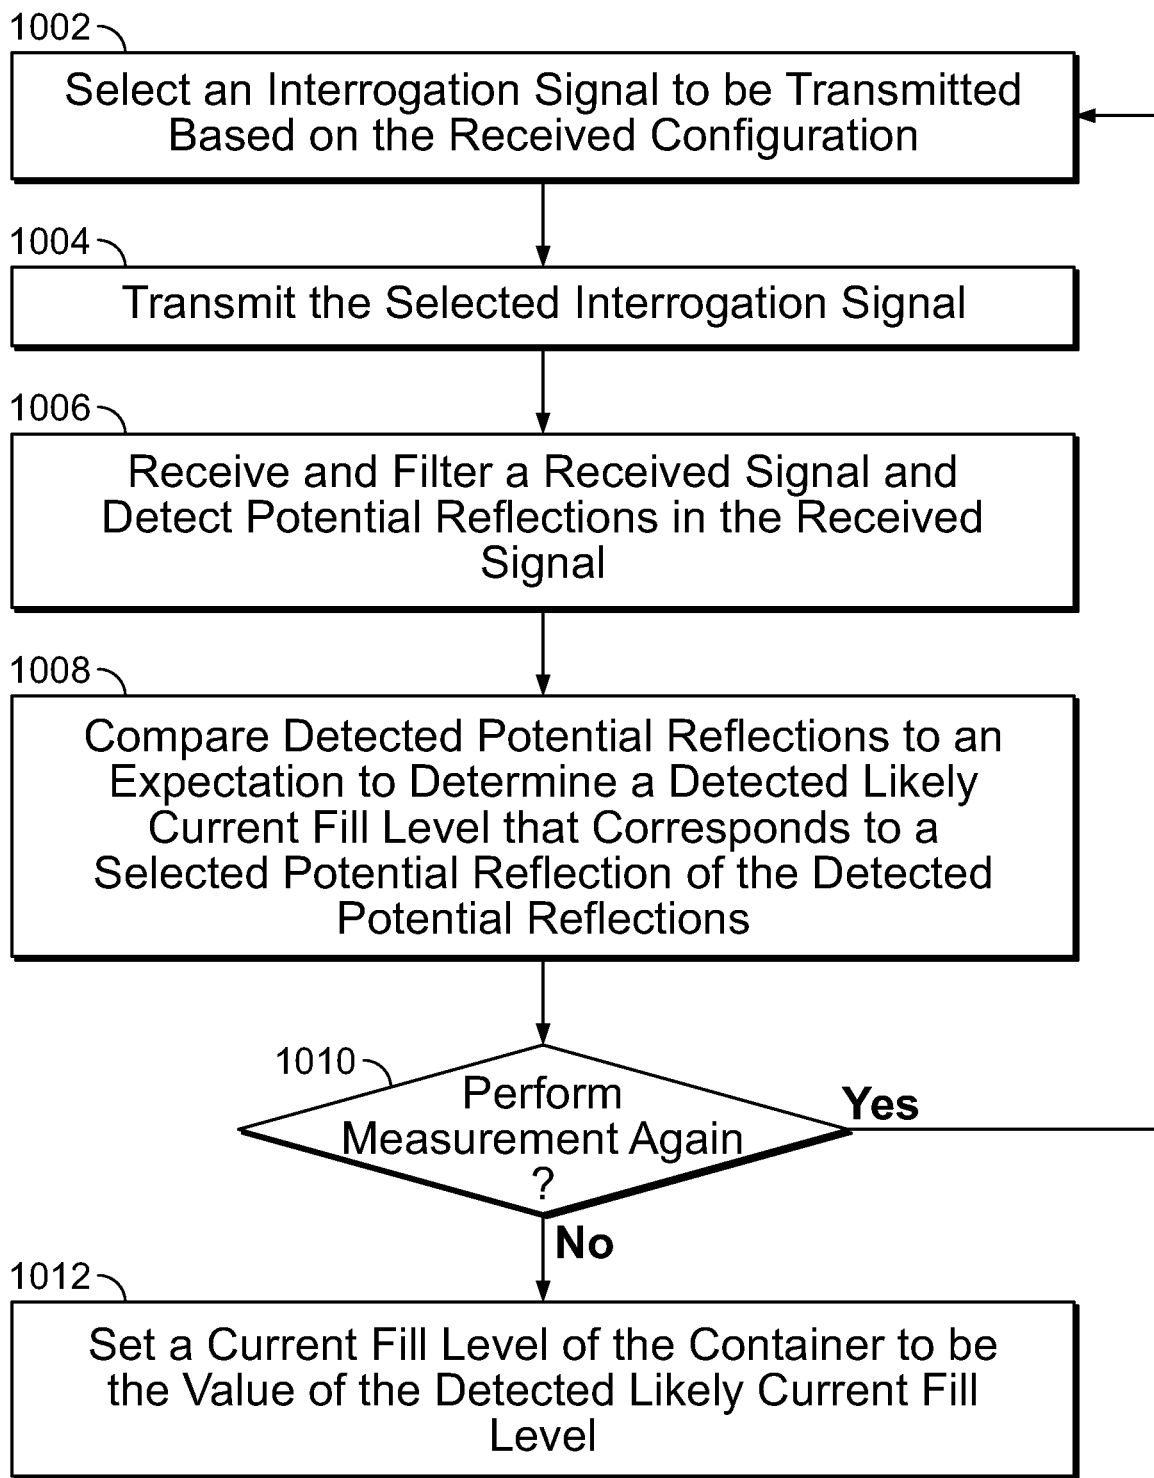 1002
Select an Interrogation Signal to be Transmitted
Based on the Received Configuration
1004
Transmit the Selected Interrogation Signal
1006
Receive and Filter a Received Signal and
Detect Potential Reflections in the Received
Signal
1008
Compare Detected Potential Reflections to an
Expectation to Determine a Detected Likely
Current Fill Level that Corresponds to a
Selected Potential Reflection of the Detected
Potential Reflections
1010
Perform
Measurement Again
?
Yes
No
1012
Set a Current Fill Level of the Container to be
the Value of the Detected Likely Current Fill
Level